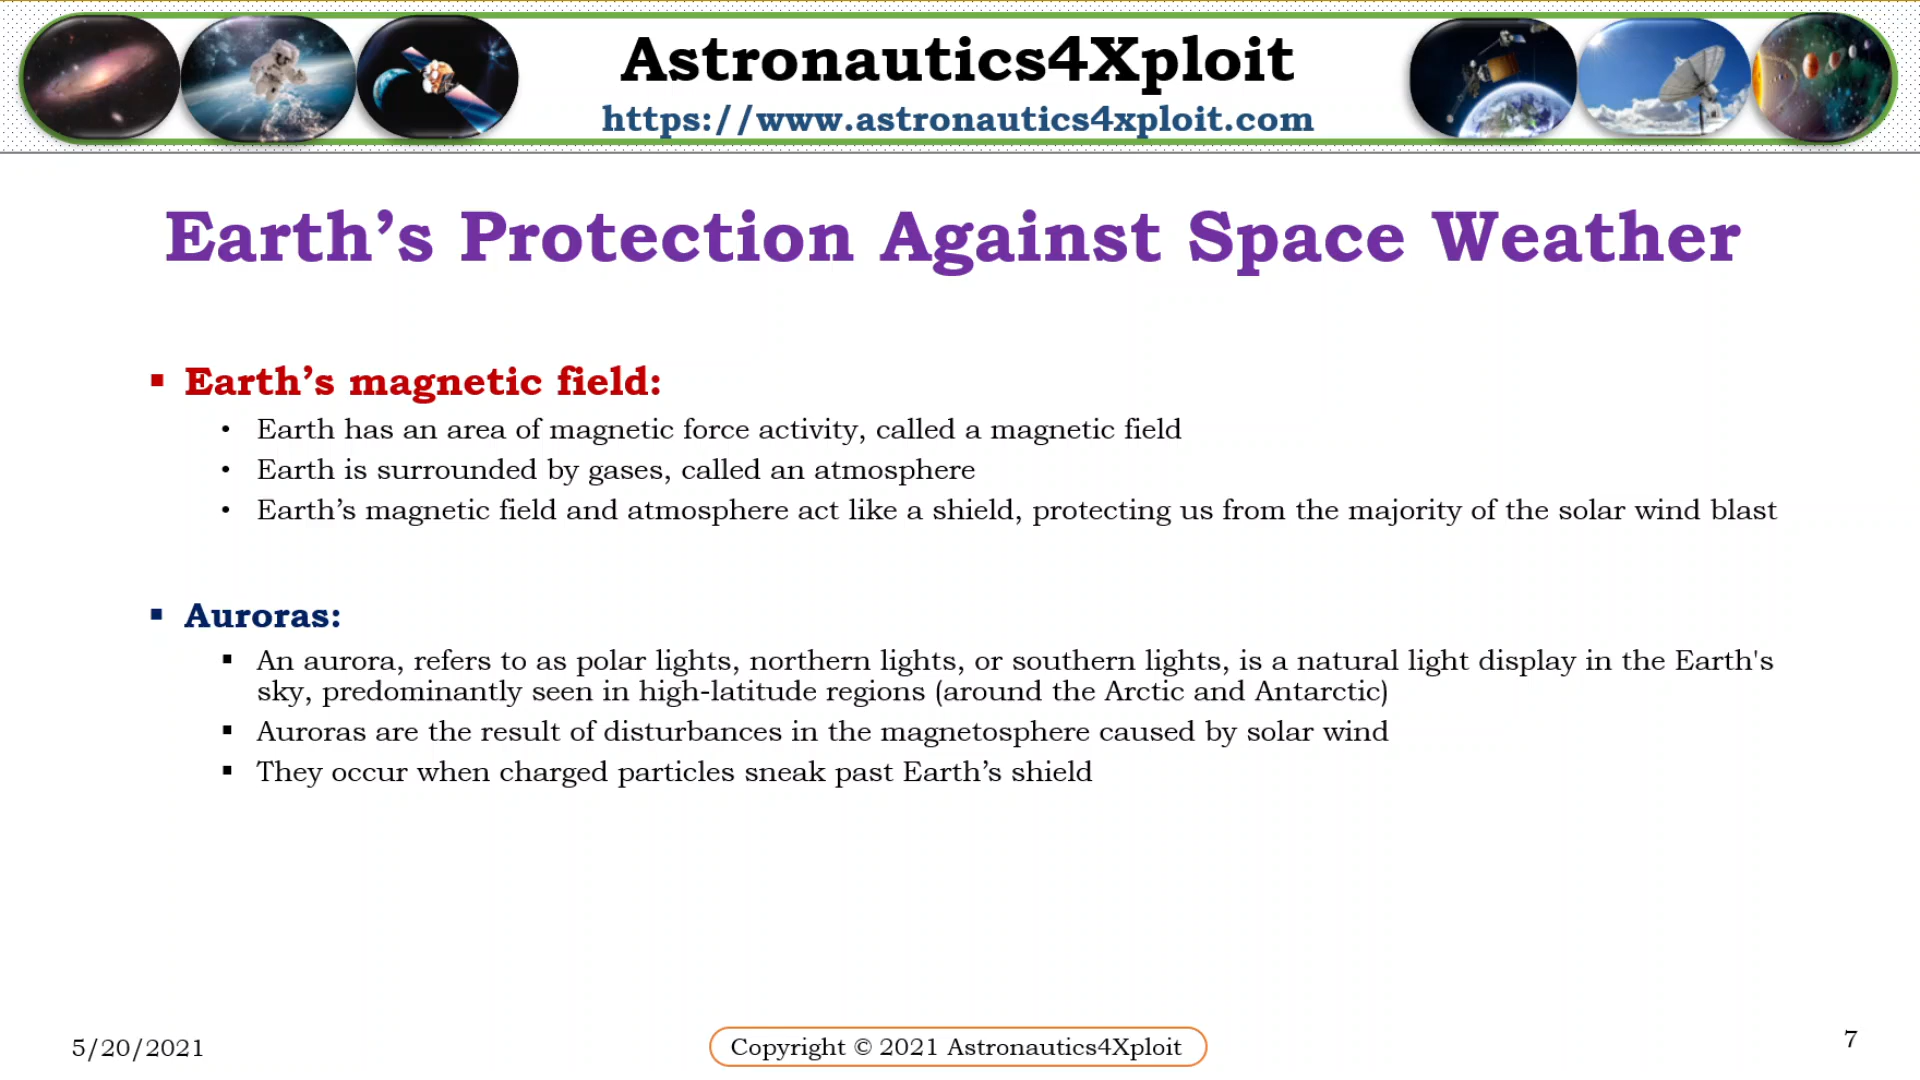 Astronautics4Xploit
https://www.astronautics4xploit.com
Earth’s Protection Against Space Weather
▪ Earth’s magnetic field:
• Earth has an area of magnetic force activity, called a magnetic field
• Earth is surrounded by gases, called an atmosphere
• Earth’s magnetic field and atmosphere act like a shield, protecting us from the majority of the solar wind blast
▪ Auroras:
▪ An aurora, refers to as polar lights, northern lights, or southern lights, is a natural light display in the Earth's
sky, predominantly seen in high-latitude regions (around the Arctic and Antarctic)
▪ Auroras are the result of disturbances in the magnetosphere caused by solar wind
▪ They occur when charged particles sneak past Earth’s shield
5/20/2021
Copyright © 2021 Astronautics4Xploit
7